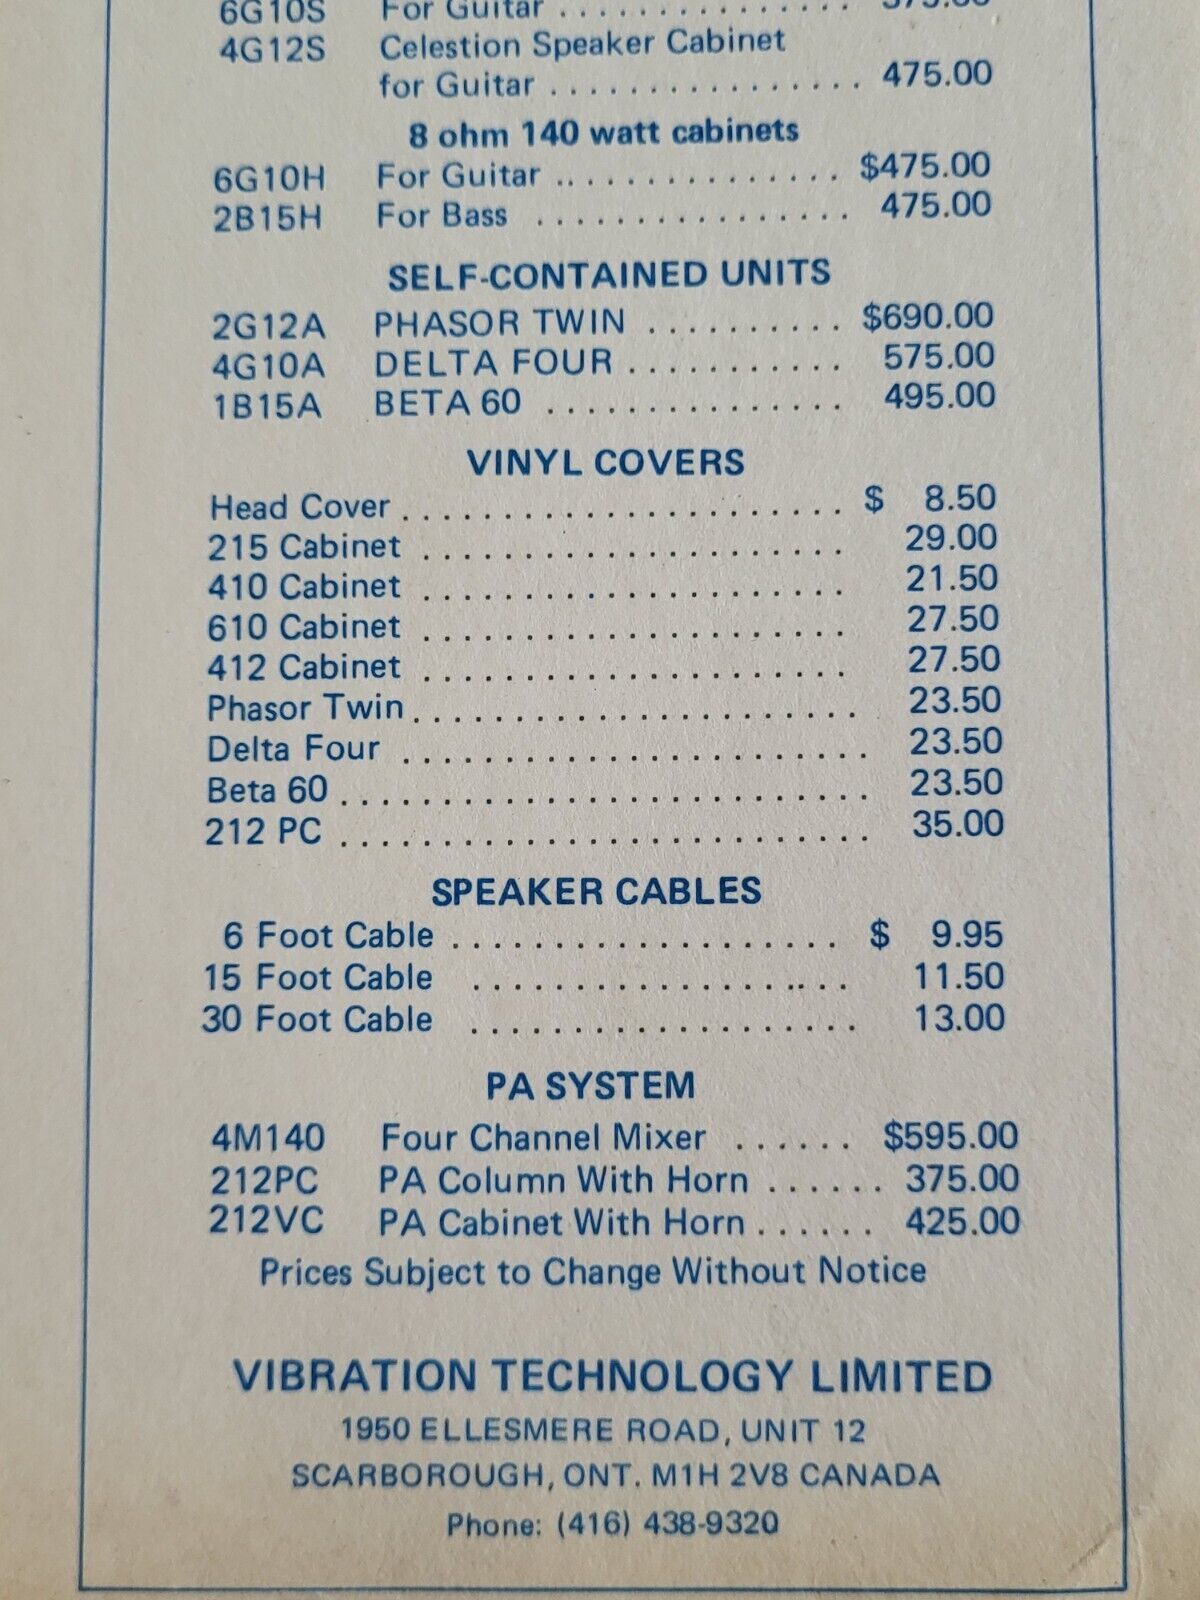 6G10S For Guitar . . . . . . . . . . . . . . . 375.00
4G12S Celestion Speaker Cabinet
for Guitar . . . . . . . . . . . . . . . . 475.00
8 ohm 140 watt cabinets
6G10H For Guitar . . . . . . . . . . . . . . . $475.00
2B15H For Bass . . . . . . . . . . . . . . . . 475.00
SELF-CONTAINED UNITS
2G12A PHASOR TWIN . . . . . . . . . . $690.00
4G10A DELTA FOUR . . . . . . . . . . . 575.00
1B15A BETA 60 . . . . . . . . . . . . . . . 495.00
VINYL COVERS
Head Cover . . . . . . . . . . . . . . . . . . . . . . . $ 8.50
215 Cabinet . . . . . . . . . . . . . . . . . . . . . . 29.00
410 Cabinet . . . . . . . . . . . . . . . . . . . . . . 21.50
610 Cabinet . . . . . . . . . . . . . . . . . . . . . . 27.50
412 Cabinet . . . . . . . . . . . . . . . . . . . . . . 27.50
Phasor Twin . . . . . . . . . . . . . . . . . . . . . . . 23.50
Delta Four . . . . . . . . . . . . . . . . . . . . . . . . 23.50
Beta 60 . . . . . . . . . . . . . . . . . . . . . . . . . . . 23.50
212 PC . . . . . . . . . . . . . . . . . . . . . . . . . . . 35.00
SPEAKER CABLES
6 Foot Cable . . . . . . . . . . . . . . . . . . . . $ 9.95
15 Foot Cable . . . . . . . . . . . . . . . . . . . 11.50
30 Foot Cable . . . . . . . . . . . . . . . . . . . 13.00
PA SYSTEM
4M140 Four Channel Mixer . . . . . . $595.00
212PC PA Column With Horn . . . . . . 375.00
212VC PA Cabinet With Horn . . . . . . 425.00
Prices Subject to Change Without Notice
VIBRATION TECHNOLOGY LIMITED
1950 ELLESMERE ROAD, UNIT 12
SCARBOROUGH, ONT. M1H 2V8 CANADA
Phone: (416) 438-9320